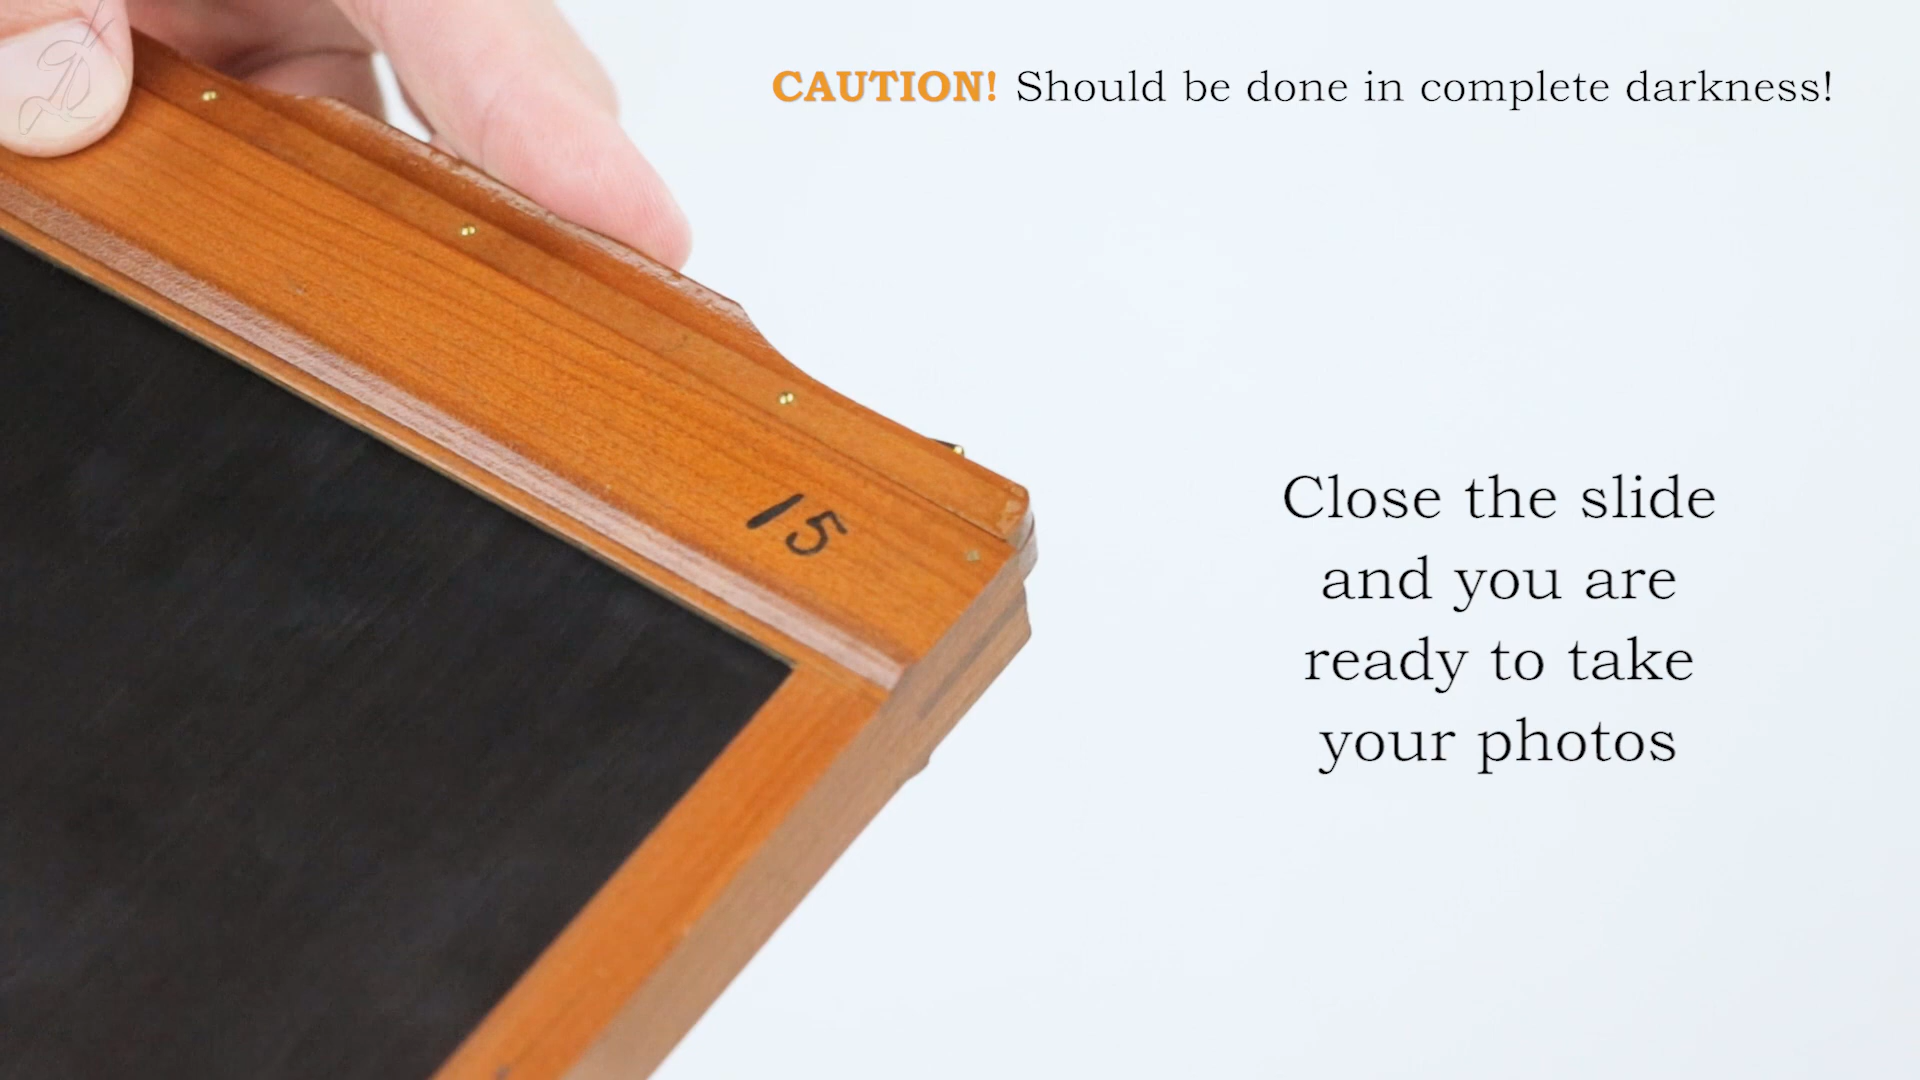 CAUTION! Should be done in complete darkness!
15
Close the slide
and you are
ready to take
your photos